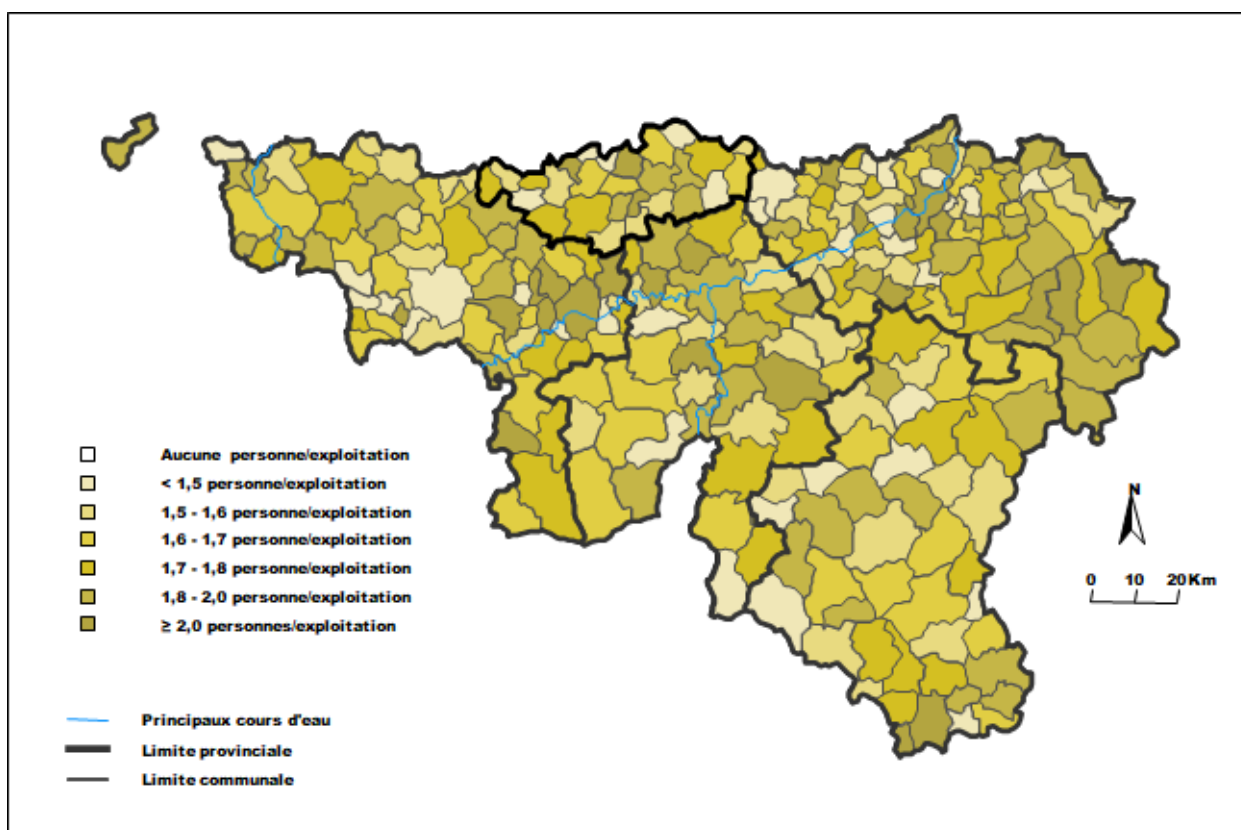 Aucune personne/exploitation
< 1,5 personne/exploitation
1,5 - 1,6 personne/exploitation
1,6 - 1,7 personne/exploitation
1,7 - 1,8 personne/exploitation
1,8 - 2,0 personne/exploitation
≥ 2,0 personnes/exploitation
N
0 10 20 Km
Principaux cours d'eau
Limite provinciale
Limite communale